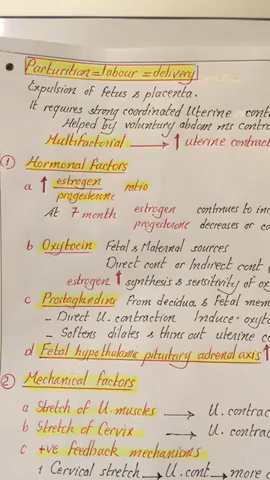 Parturition = labour = delivery
Expulsion of fetus & placenta.
It requires strong coordinated Uterine cont
Helped by voluntary abdom ms contra
Multifactorial → ↑ uterine contract
① Hormonal factors
a ↑ estrogen ratio
progesterone
At 7 month estrogen continues to inc
progesterone decreases or co
b Oxytocin Fetal & Maternal sources
Direct cont or Indirect cont
estrogen ↑ synthesis & sensitivity of ox
c Prostaglandins From decidua & Fetal mem
- Direct U. contraction Induce oxyto
- Softens dilates & thins out uterine c
d Fetal hypothalamic pituitary adrenal axis ↑
② Mechanical factors
a Stretch of U. muscles → U. contrac
b Stretch of Cervix → U. contrac
c +ve feedback mechanisms
1 Cervical stretch → U. cont → more c